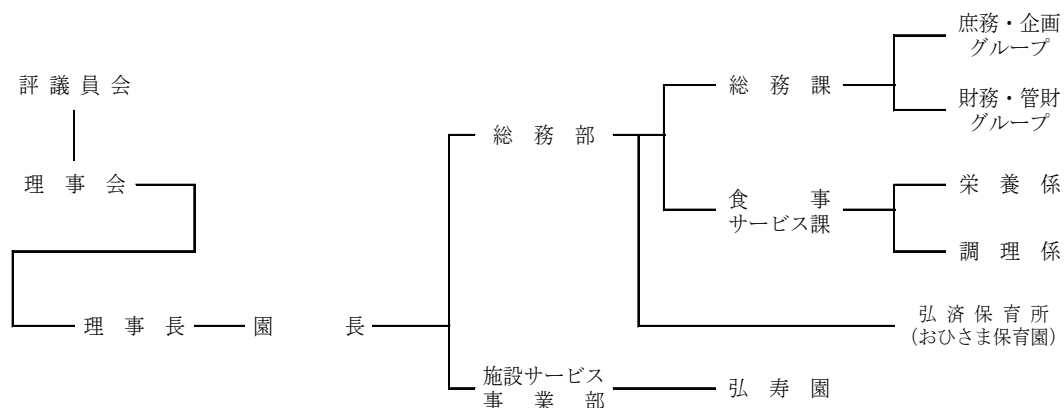 評議員会
理事会
理事長
園長
総務部
総務課
庶務・企画
グループ
財務・管財
グループ
食事
サービス課
栄養係
調理係
弘済保育所
(おひさま保育園)
施設サービス
事業部
弘寿園